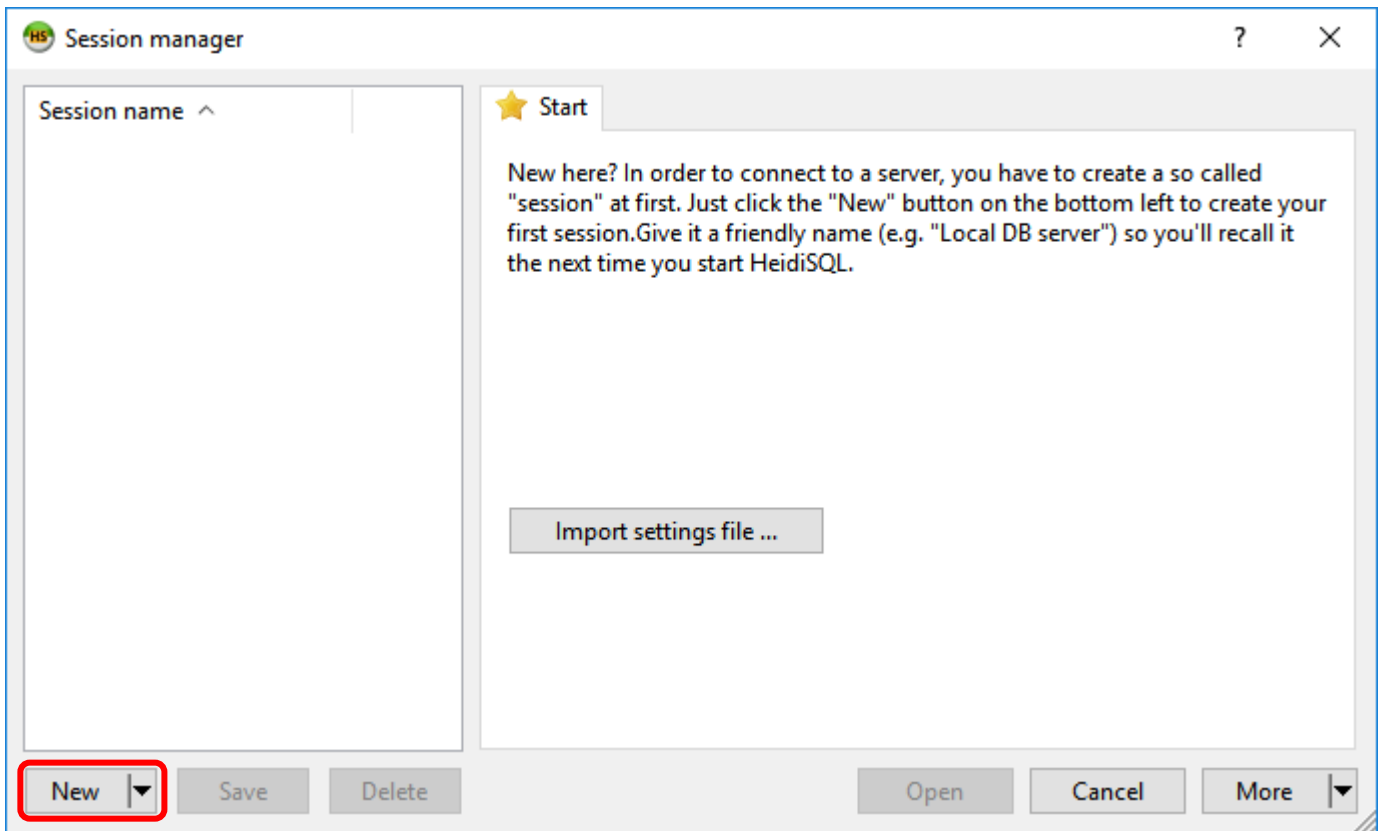 HS Session manager ?
Session name
Start
New here? In order to connect to a server, you have to create a so called
"session" at first. Just click the "New" button on the bottom left to create your
first session.Give it a friendly name (e.g. "Local DB server") so you'll recall it
the next time you start HeidiSQL.
Import settings file ...
New Save Delete Open Cancel More